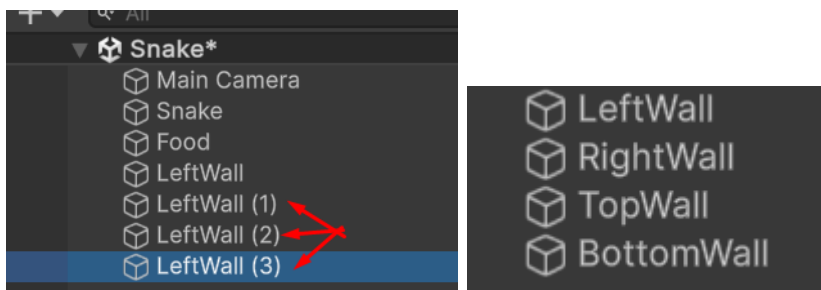 All
Snake*
Main Camera
Snake
Food
LeftWall
LeftWall (1)
LeftWall (2)
LeftWall (3)
LeftWall
RightWall
TopWall
BottomWall